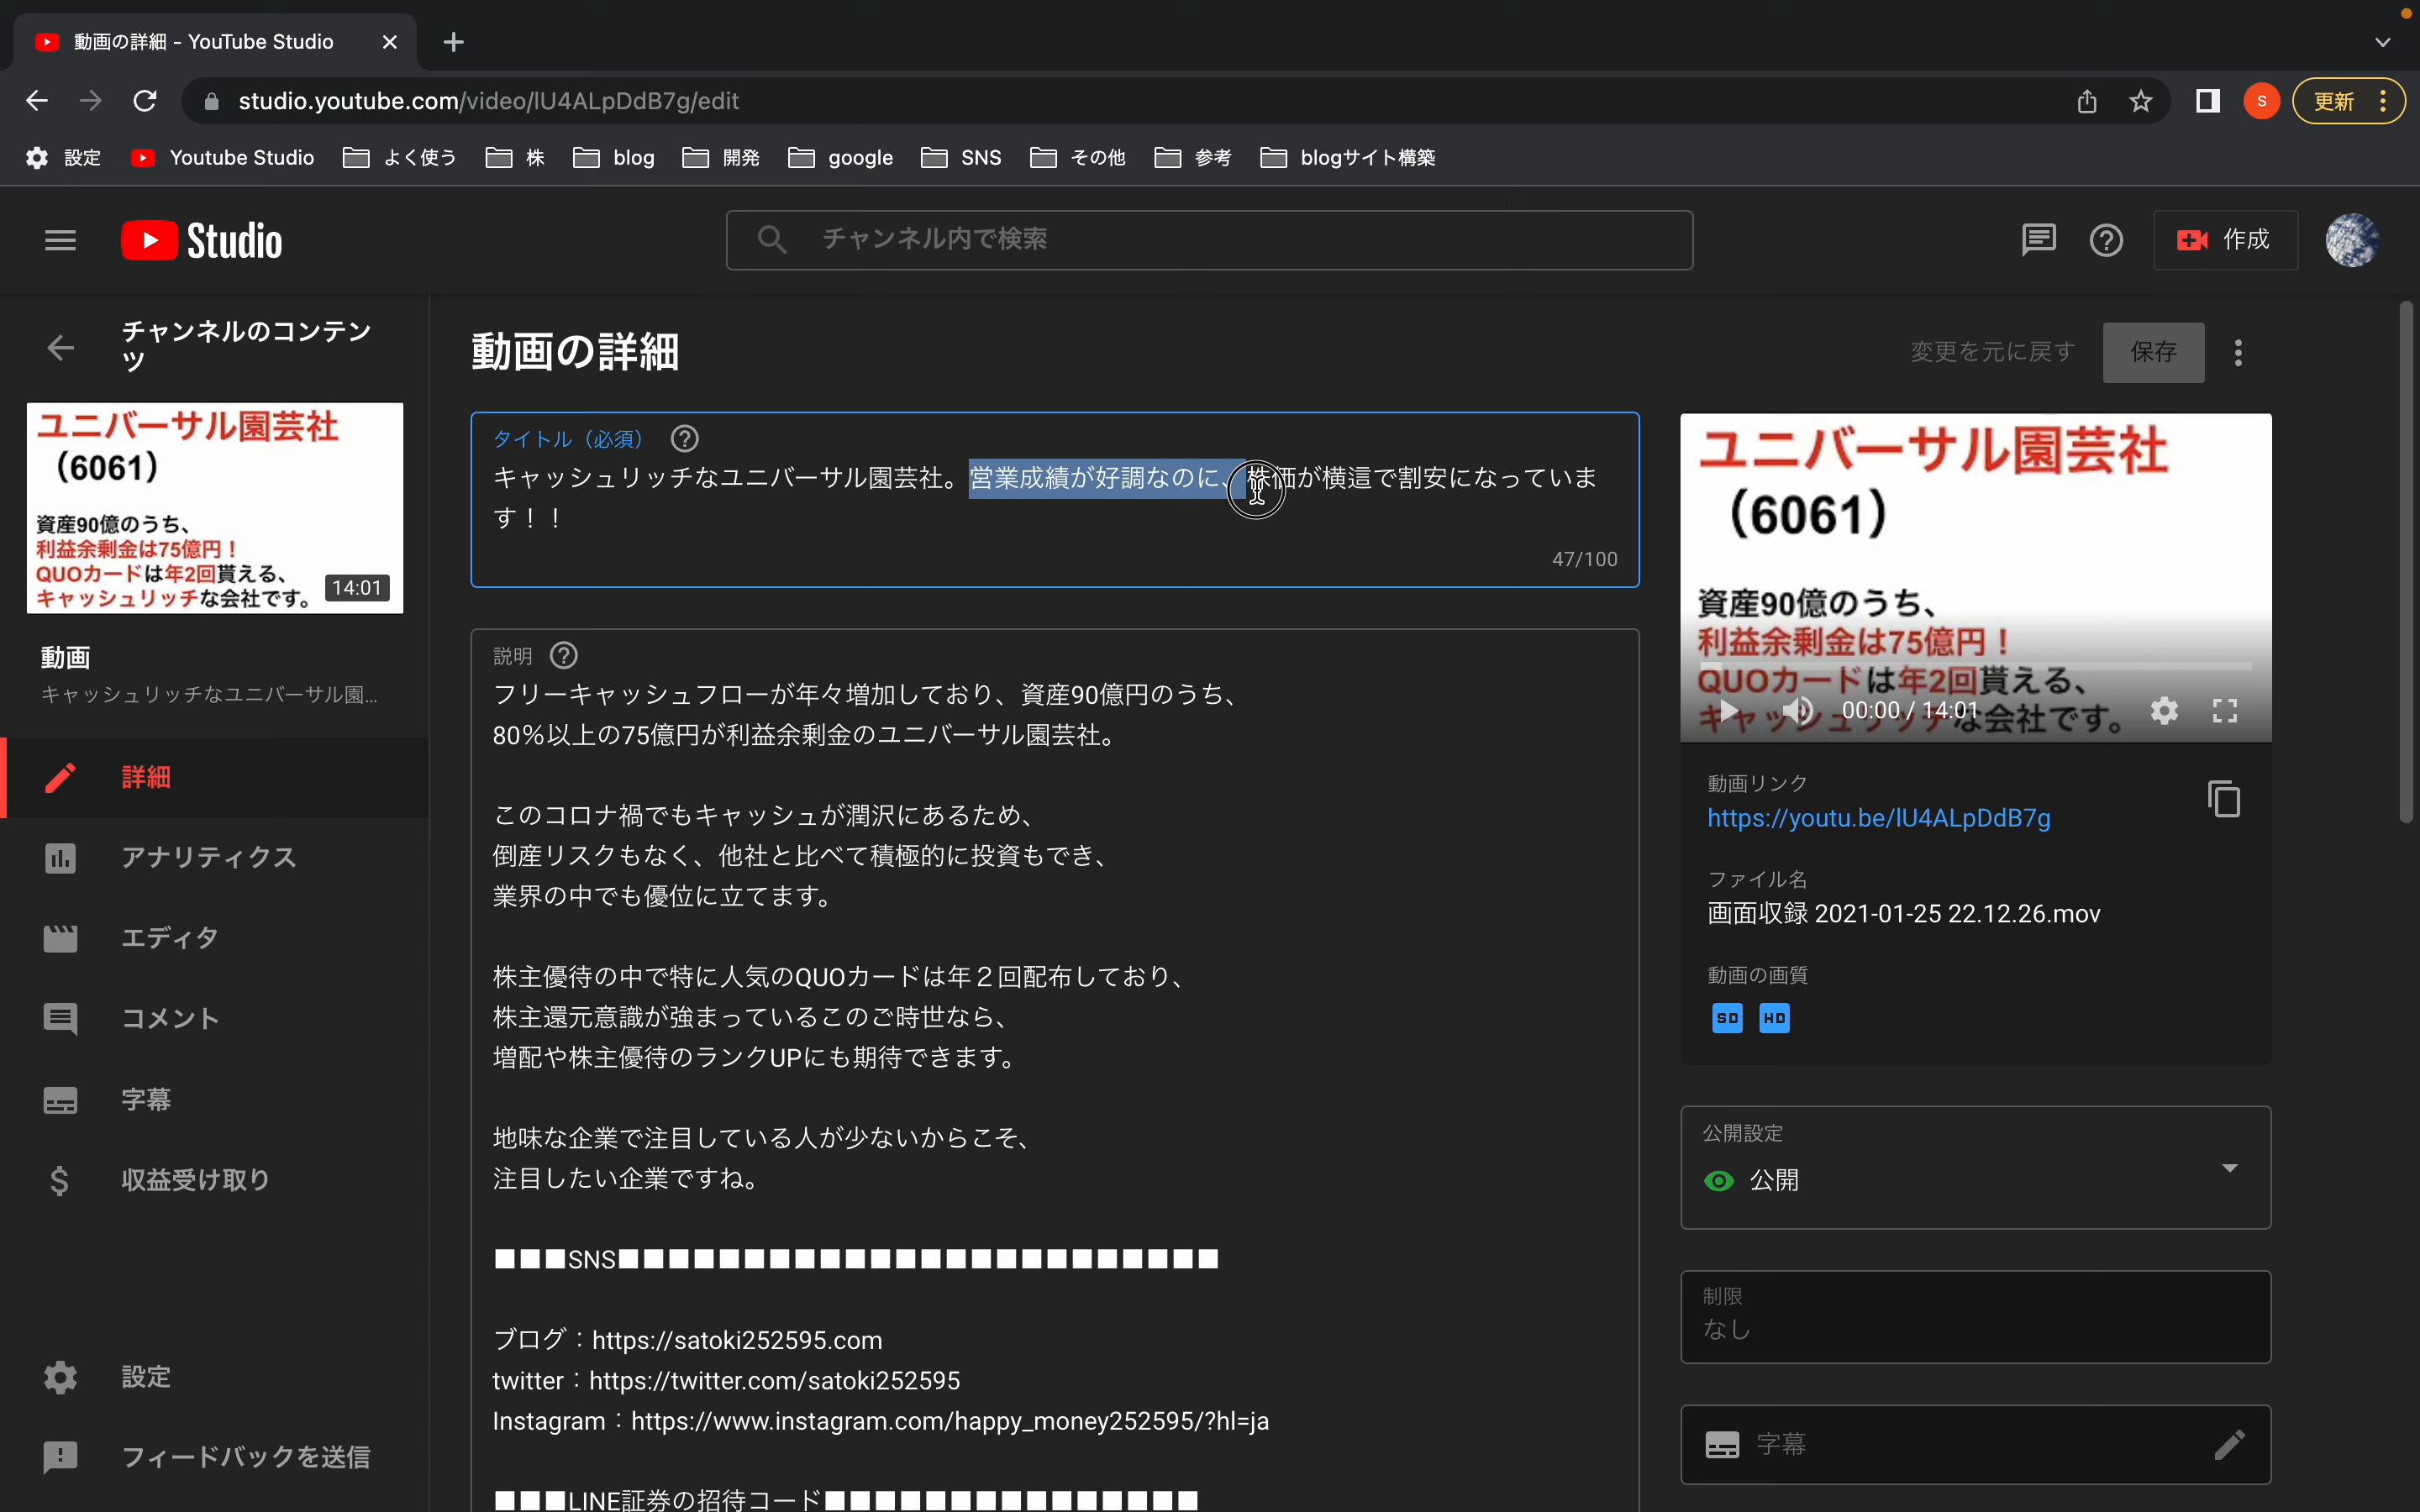 動画の詳細 - YouTube Studio
studio.youtube.com/video/lU4ALpDdB7g/edit
S
更新
設定
Youtube Studio
よく使う
株
blog
開発
google
SNS
その他
参考
blogサイト構築
Studio
チャンネル内で検索
作成
チャンネルのコンテン
ツ
ユニバーサル園芸社
（6061）
資産90億のうち、
利益余剰金は75億円！
QUOカードは年2回貰える、
キャッシュリッチな会社です。
14:01
動画
キャッシュリッチなユニバーサル園...
詳細
アナリティクス
エディタ
コメント
字幕
収益受け取り
設定
フィードバックを送信
動画の詳細
変更を元に戻す
保存
タイトル（必須）
キャッシュリッチなユニバーサル園芸社。営業成績が好調なのに、株価が横這で割安になっていま
す！！
47/100
説明
フリーキャッシュフローが年々増加しており、資産90億円のうち、
80％以上の75億円が利益余剰金のユニバーサル園芸社。
このコロナ禍でもキャッシュが潤沢にあるため、
倒産リスクもなく、他社と比べて積極的に投資もでき、
業界の中でも優位に立てます。
株主優待の中で特に人気のQUOカードは年２回配布しており、
株主還元意識が強まっているこのご時世なら、
増配や株主優待のランクUPにも期待できます。
地味な企業で注目している人が少ないからこそ、
注目したい企業ですね。
■■■SNS■■■■■■■■■■■■■■■■■■■■■■■■
ブログ：https://satoki252595.com
twitter：https://twitter.com/satoki252595
Instagram：https://www.instagram.com/happy_money252595/?hl=ja
■■■LINE証券の招待コード■■■■■■■■■■■■■■■
ユニバーサル園芸社
（6061）
資産90億のうち、
利益余剰金は75億円！
QUOカードは年2回貰える、
キャッシュリッチな会社です。
00:00 / 14:01
動画リンク
https://youtu.be/lU4ALpDdB7g
ファイル名
画面収録 2021-01-25 22.12.26.mov
動画の画質
SD HD
公開設定
公開
制限
なし
字幕